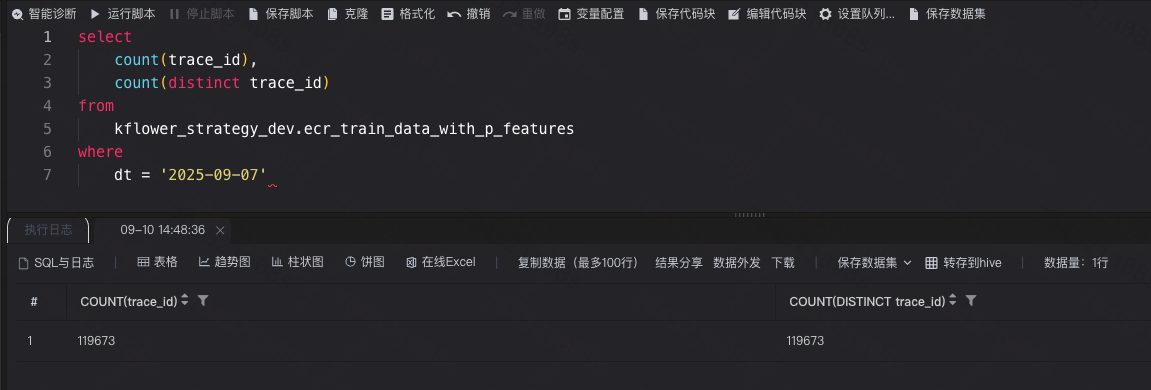 智能诊断 运行脚本 停止脚本 保存脚本 克隆 格式化 撤销 重做 变量配置 保存代码块 编辑代码块 设置队列... 保存数据集
1 select
2 count(trace_id),
3 count(distinct trace_id)
4 from
5 kflower_strategy_dev.ecr_train_data_with_p_features
6 where
7 dt = '2025-09-07'
执行日志 09-10 14:48:36
SQL与日志 表格 趋势图 柱状图 饼图 在线Excel 复制数据（最多100行） 结果分享 数据外发 下载 保存数据集 转存到hive 数据量：1行
# COUNT(trace_id) COUNT(DISTINCT trace_id)
1 119673 119673